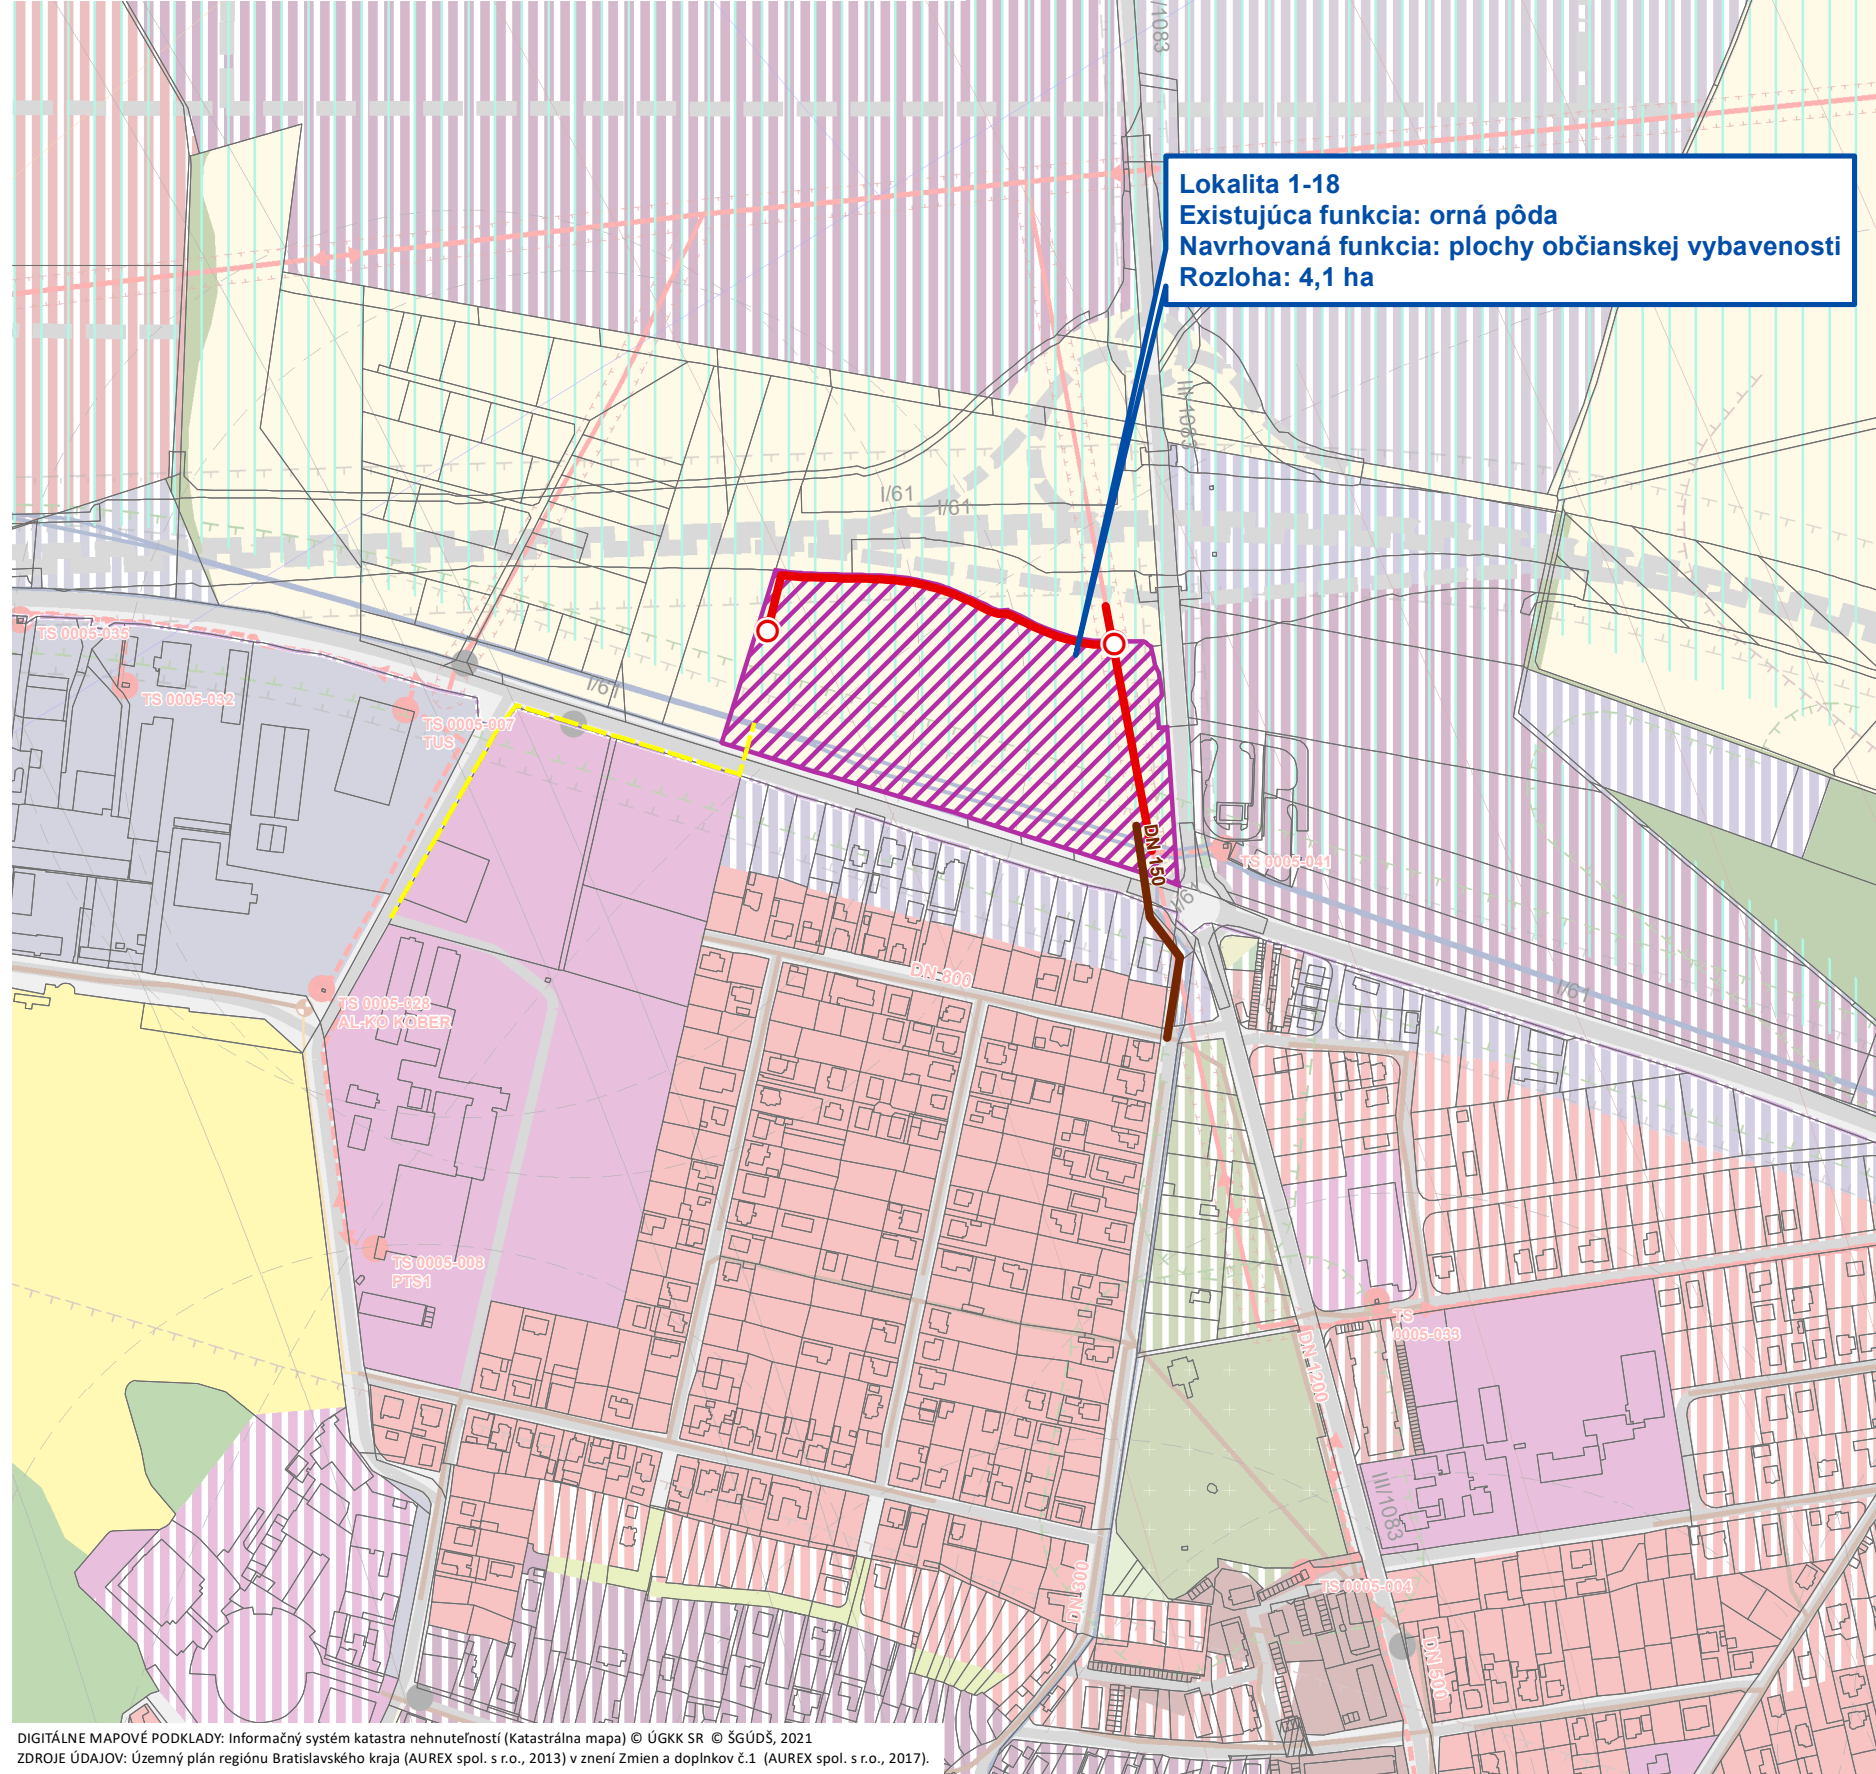 /1083
Lokalita 1-18
Existujúca funkcia: orná pôda
Navrhovaná funkcia: plochy občianskej vybavenosti
Rozloha: 4,1 ha
III/1083
I/61
I/61
TS 0005-035
TS 0005-032
I/61
TS 0005-007
TUS
DN 150
TS 0005-041
I/61
DN 800
I/61
TS 0005-028
AL-KO KOBER
TS 0005-008
PTS1
TS
0005-033
DN 1200
III/1083
DN 300
TS 0005-004
DN 500
DIGITÁLNE MAPOVÉ PODKLADY: Informačný systém katastra nehnuteľností (Katastrálna mapa) © ÚGKK SR © ŠGÚDŠ, 2021
ZDROJE ÚDAJOV: Územný plán regiónu Bratislavského kraja (AUREX spol. s r.o., 2013) v znení Zmien a doplnkov č.1 (AUREX spol. s r.o., 2017).